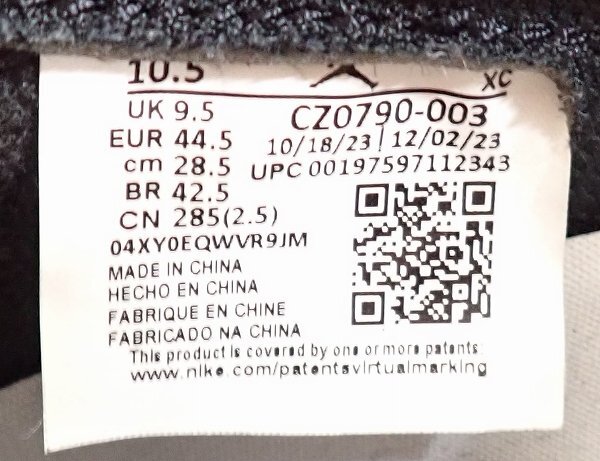 10.5
XC
UK 9.5
CZ0790-003
EUR 44.5
10/18/23 | 12/02/23
cm 28.5
UPC 00197597112343
BR 42.5
CN 285(2.5)
04XY0EQWVR9JM
MADE IN CHINA
HECHO EN CHINA
FABRIQUE EN CHINE
FABRICADO NA CHINA
This product is covered by one or more patents:
www.nike.com/patentsvirtualmarking